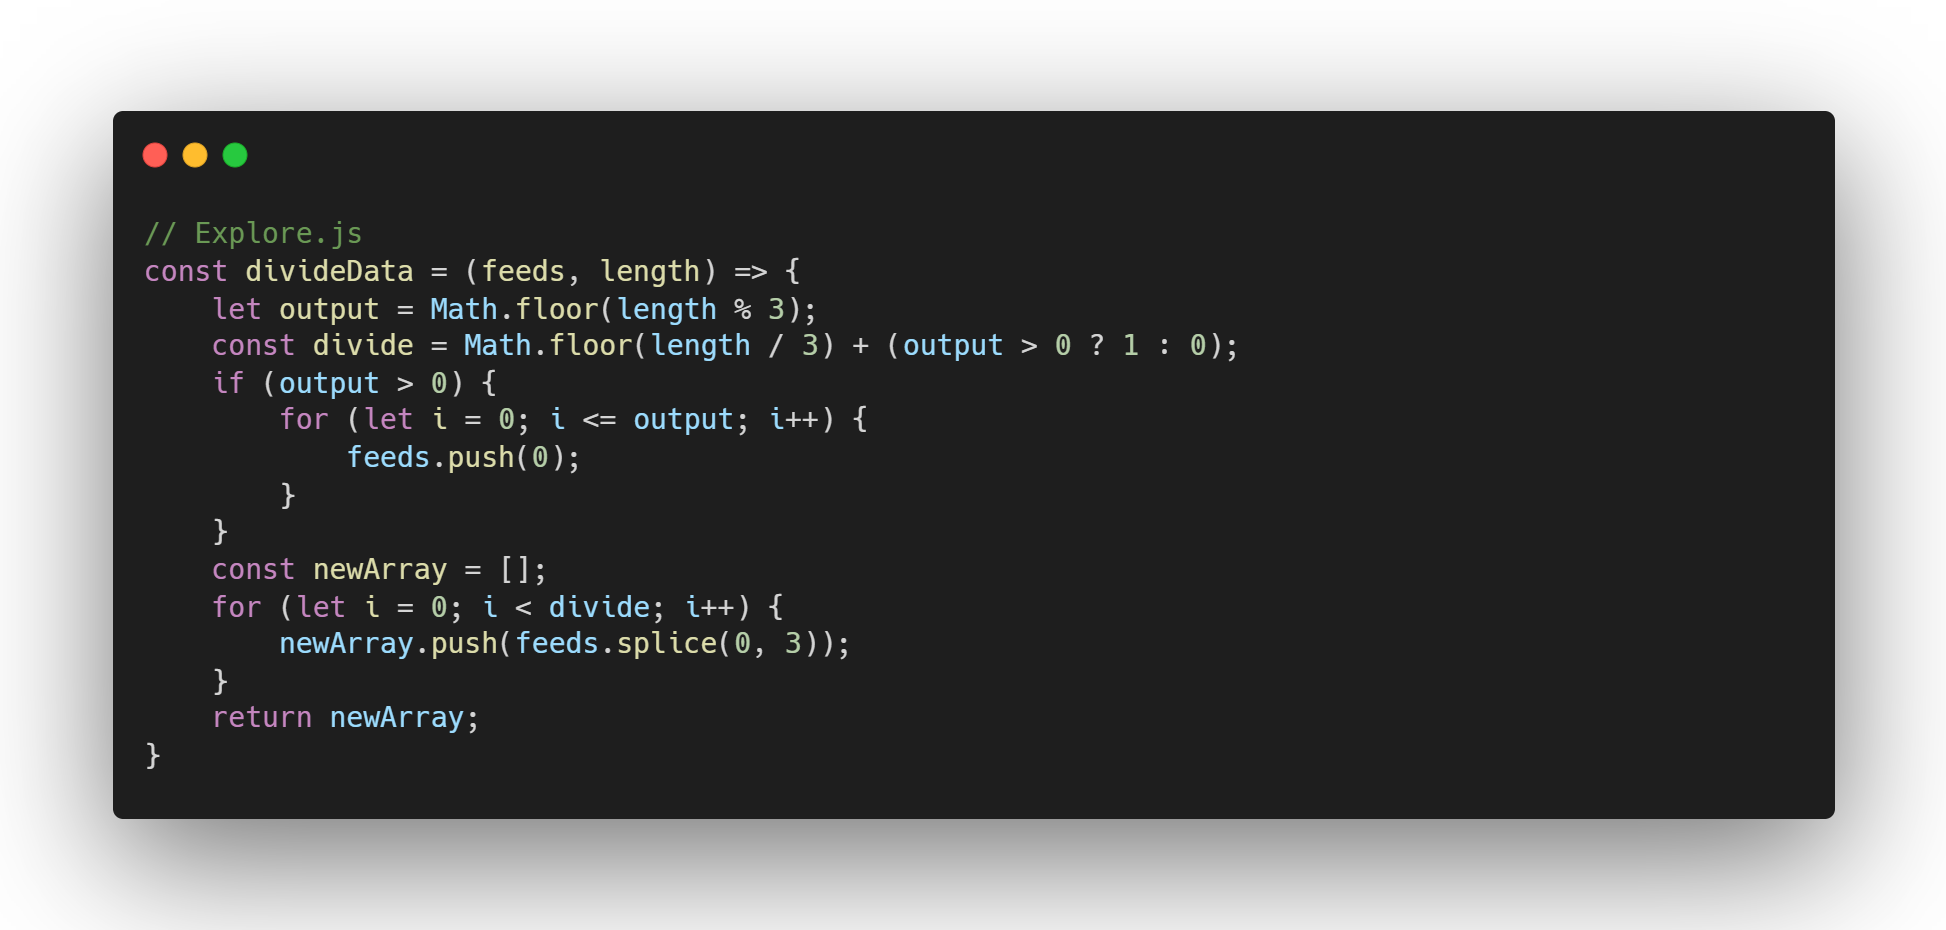 // Explore.js
const divideData = (feeds, length) => {
    let output = Math.floor(length % 3);
    const divide = Math.floor(length / 3) + (output > 0 ? 1 : 0);
    if (output > 0) {
        for (let i = 0; i <= output; i++) {
            feeds.push(0);
        }
    }
    const newArray = [];
    for (let i = 0; i < divide; i++) {
        newArray.push(feeds.splice(0, 3));
    }
    return newArray;
}